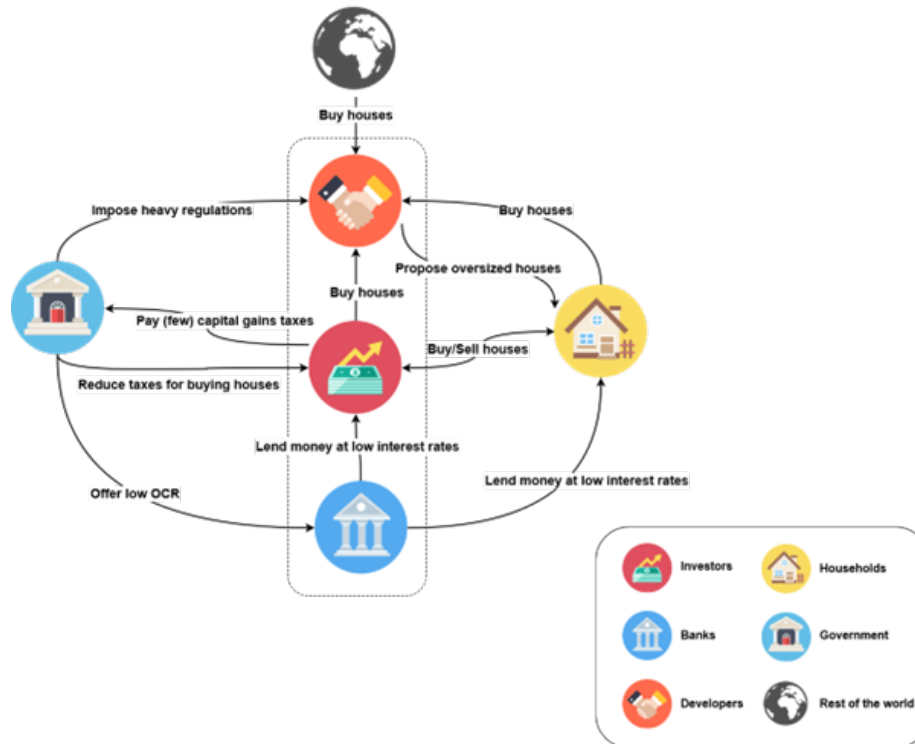 Buy houses
Impose heavy regulations
Buy houses
Propose oversized houses
Buy houses
Pay (few) capital gains taxes
Buy/Sell houses
Reduce taxes for buying houses
Lend money at low interest rates
Lend money at low interest rates
Offer low OCR
Investors
Households
Banks
Government
Developers
Rest of the world